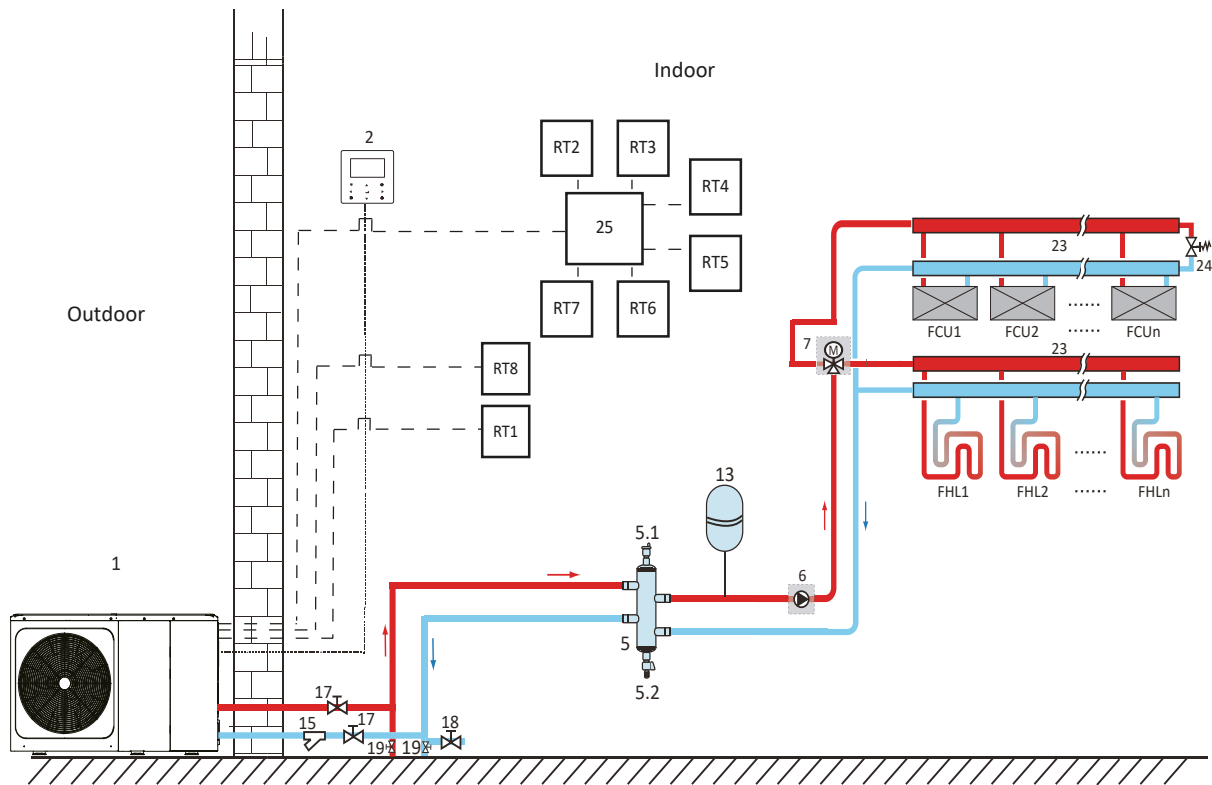 Indoor
2
RT2
RT3
RT4
25
23
RT5
24
Outdoor
RT7
RT6
FCU1
FCU2
......
......
FCUn
7
M
23
RT8
RT1
13
FHL1
FHL2
......
......
FHLn
5.1
1
6
5
5.2
17
15
17
18
19
19